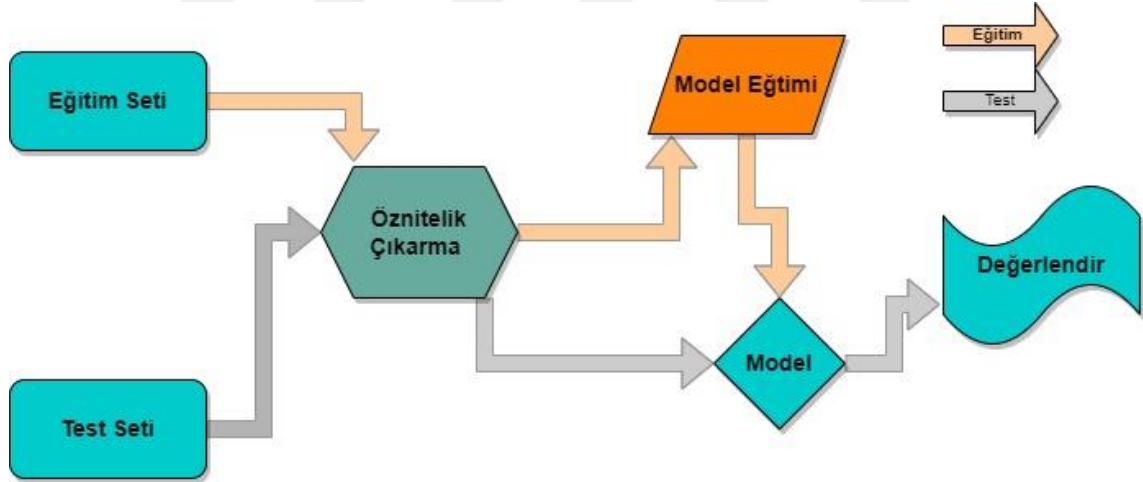 Eğitim Seti
Model Eğtimi
Eğitim
Test
Öznitelik
Çıkarma
Değerlendir
Model
Test Seti